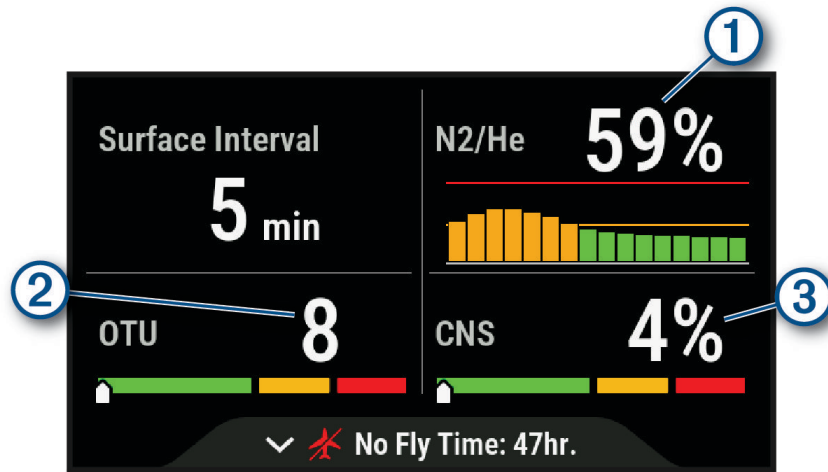 1
Surface Interval
5 min
N2/He 59%
2
OTU 8
CNS 4%
3
No Fly Time: 47hr.